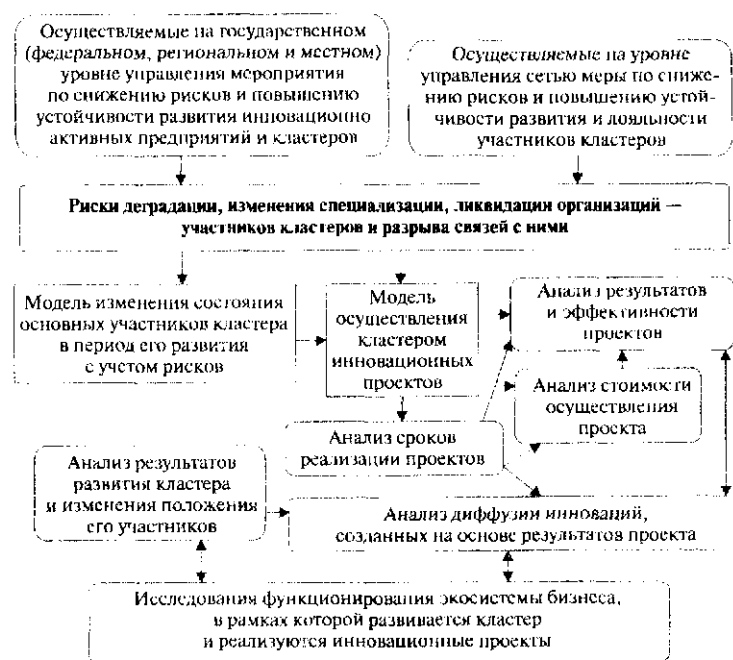 Осуществляемые на государственном
(федеральном, региональном и местном)
уровне управления мероприятия
по снижению рисков и повышению
устойчивости развития инновационно
активных предприятий и кластеров
Осуществляемые на уровне
управления сетью меры по сниже-
нию рисков и повышению устой-
чивости развития и лояльности
участников кластеров
Риски деградации, изменения специализации, ликвидации организаций —
участников кластеров и разрыва связей с ними
Модель изменения состояния
основных участников кластера
в период его развития
с учетом рисков
Модель
осуществления
кластером
инновационных
проектов
Анализ результатов
и эффективности
проектов
Анализ стоимости
осуществления
проекта
Анализ сроков
реализации проектов
Анализ результатов
развития кластера
и изменения положения
его участников
Анализ диффузии инноваций,
созданных на основе результатов проекта
Исследования функционирования экосистемы бизнеса,
в рамках которой развивается кластер
и реализуются инновационные проекты